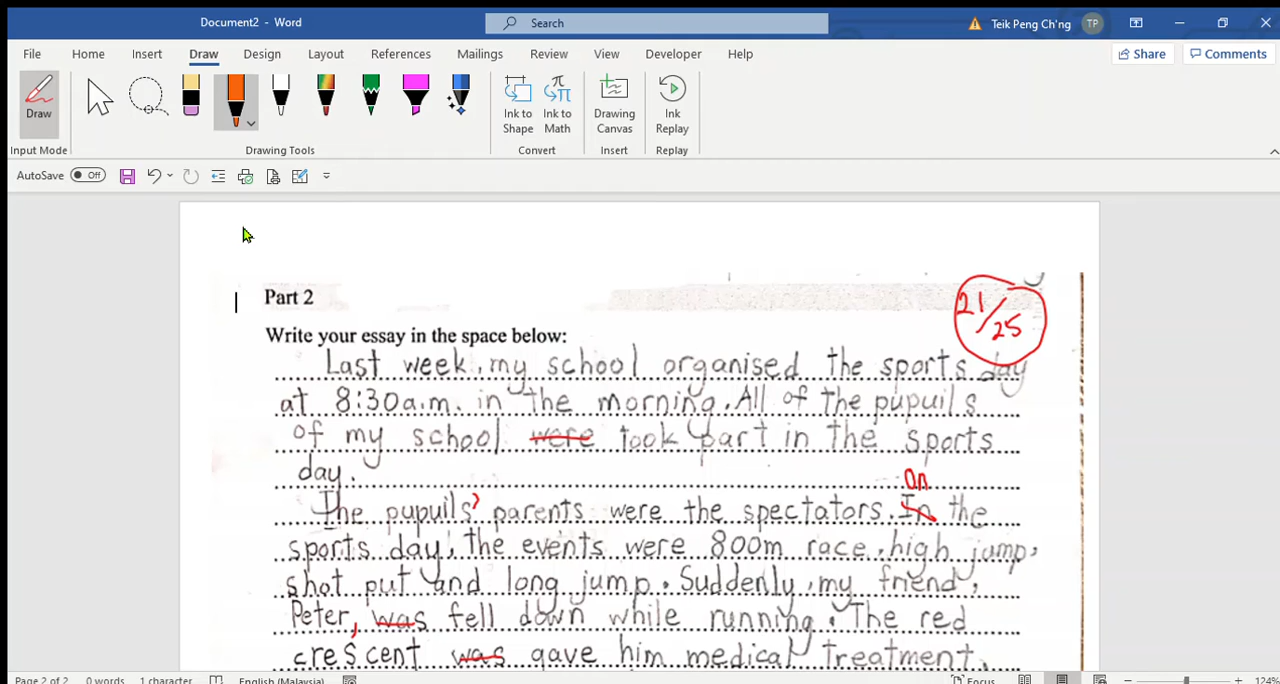 Document2 - Word
Search
Teik Peng Ch'ng TP
File Home Insert Draw Design Layout References Mailings Review View Developer Help
Share Comments
Draw
Ink to Shape
Ink to Math
Drawing Canvas
Ink Replay
Input Mode Drawing Tools Convert Insert Replay
AutoSave Off
Part 2
21/25
Write your essay in the space below:
Last week, my school organised the sports day
at 8:30a.m. in the morning. All of the pupuils
of my school were took part in the sports
day.
On
The pupuils' parents were the spectators. In the
sports day, the events were 800m race, high jump,
shot put and long jump. Suddenly, my friend,
Peter, was fell down while running. The red
crescent was gave him medical treatment.
Page 2 of 2 0 words 1 character English (Malaysia) Focus 124%